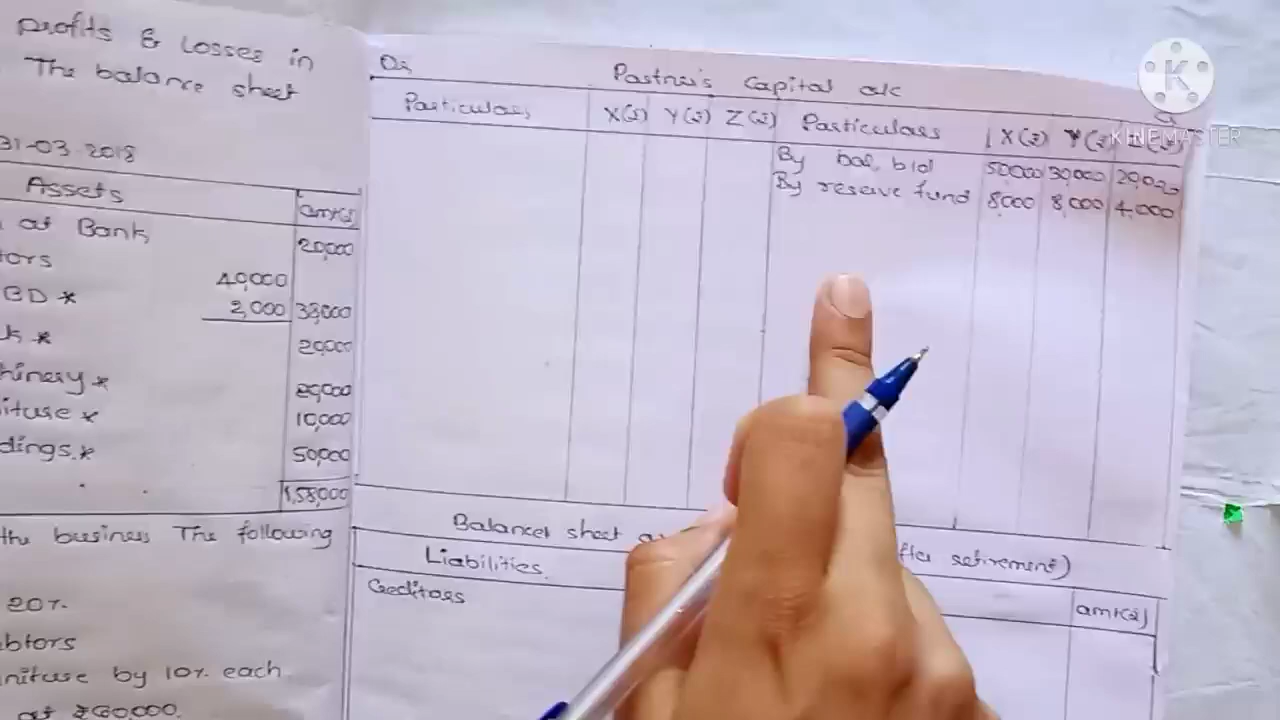 profits & Losses in
The balance sheet
31-03-2018
Assets
amt(₹)
at Bank
20,000
tors
40,000
BD *
2,000 38,000
k *
20,000
hinery *
20,000
iture *
10,000
dings *
50,000
1,58,000
the business The following
20%
btors
niture by 10% each
at ₹60,000
Dr
Partner's Capital a/c
Particulars X(₹) Y(₹) Z(₹) Particulars X(₹) Y(₹)
By bal b/d 50,000 30,000 20,000
By reserve fund 8,000 8,000 4,000
Balance sheet
fter retirement)
Liabilities
amt(₹)
Creditors
K
KINEMASTER